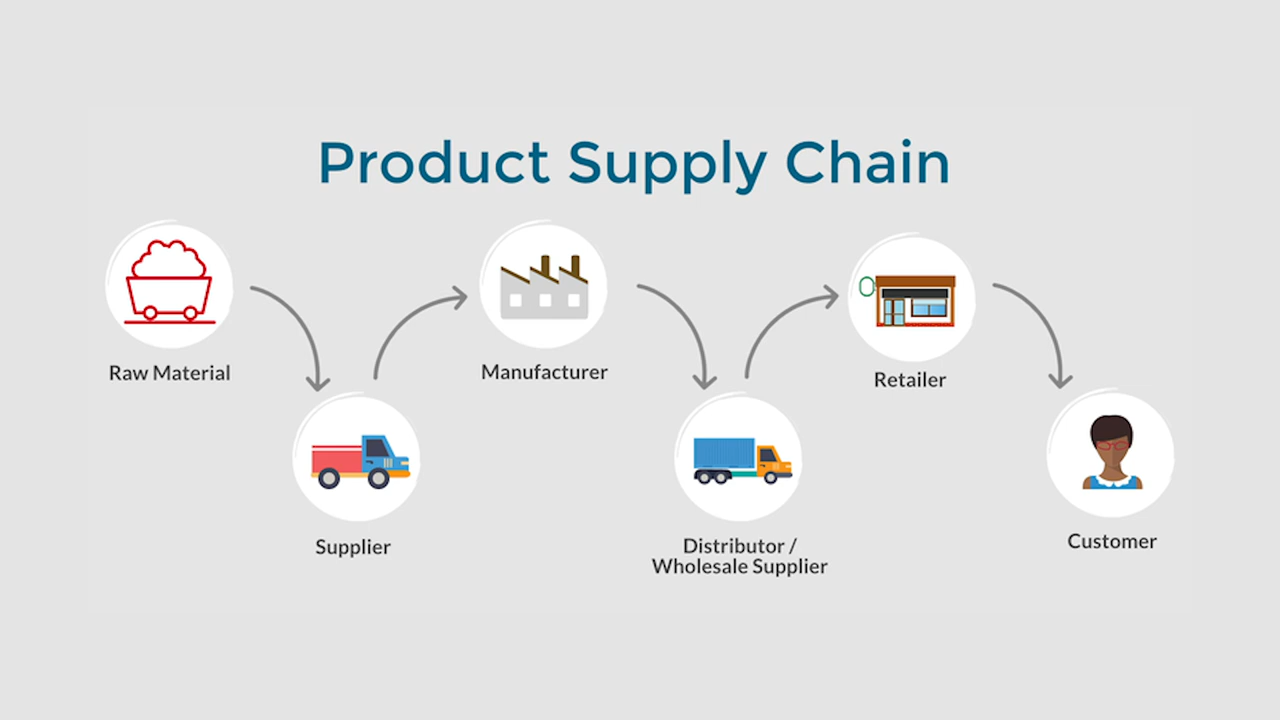 Product Supply Chain
Raw Material
Supplier
Manufacturer
Distributor /
Wholesale Supplier
Retailer
Customer